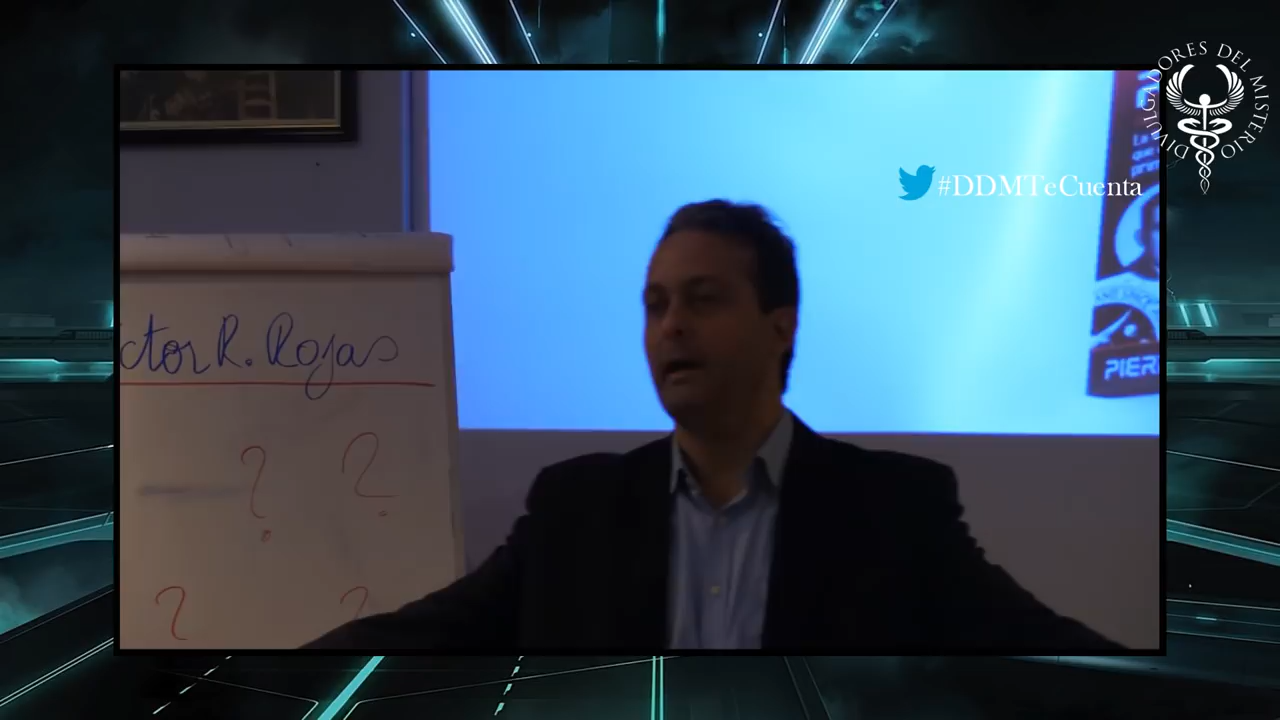 DIVULGADORES DEL MISTERIO
#DDMTeCuenta
ctor R. Rojas
? ?
? ?
PIER